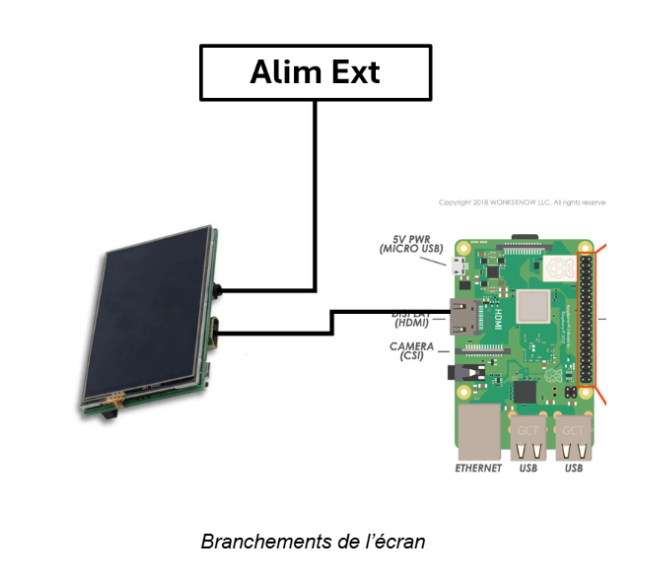 Alim Ext
Copyright 2018 WONKSKNOW LLC. All rights reserve
5V PWR
(MICRO USB)
DISPLAY
(HDMI)
HDMI
CAMERA
(CSI)
GCT
GCT
ETHERNET
USB
USB
Branchements de l'écran